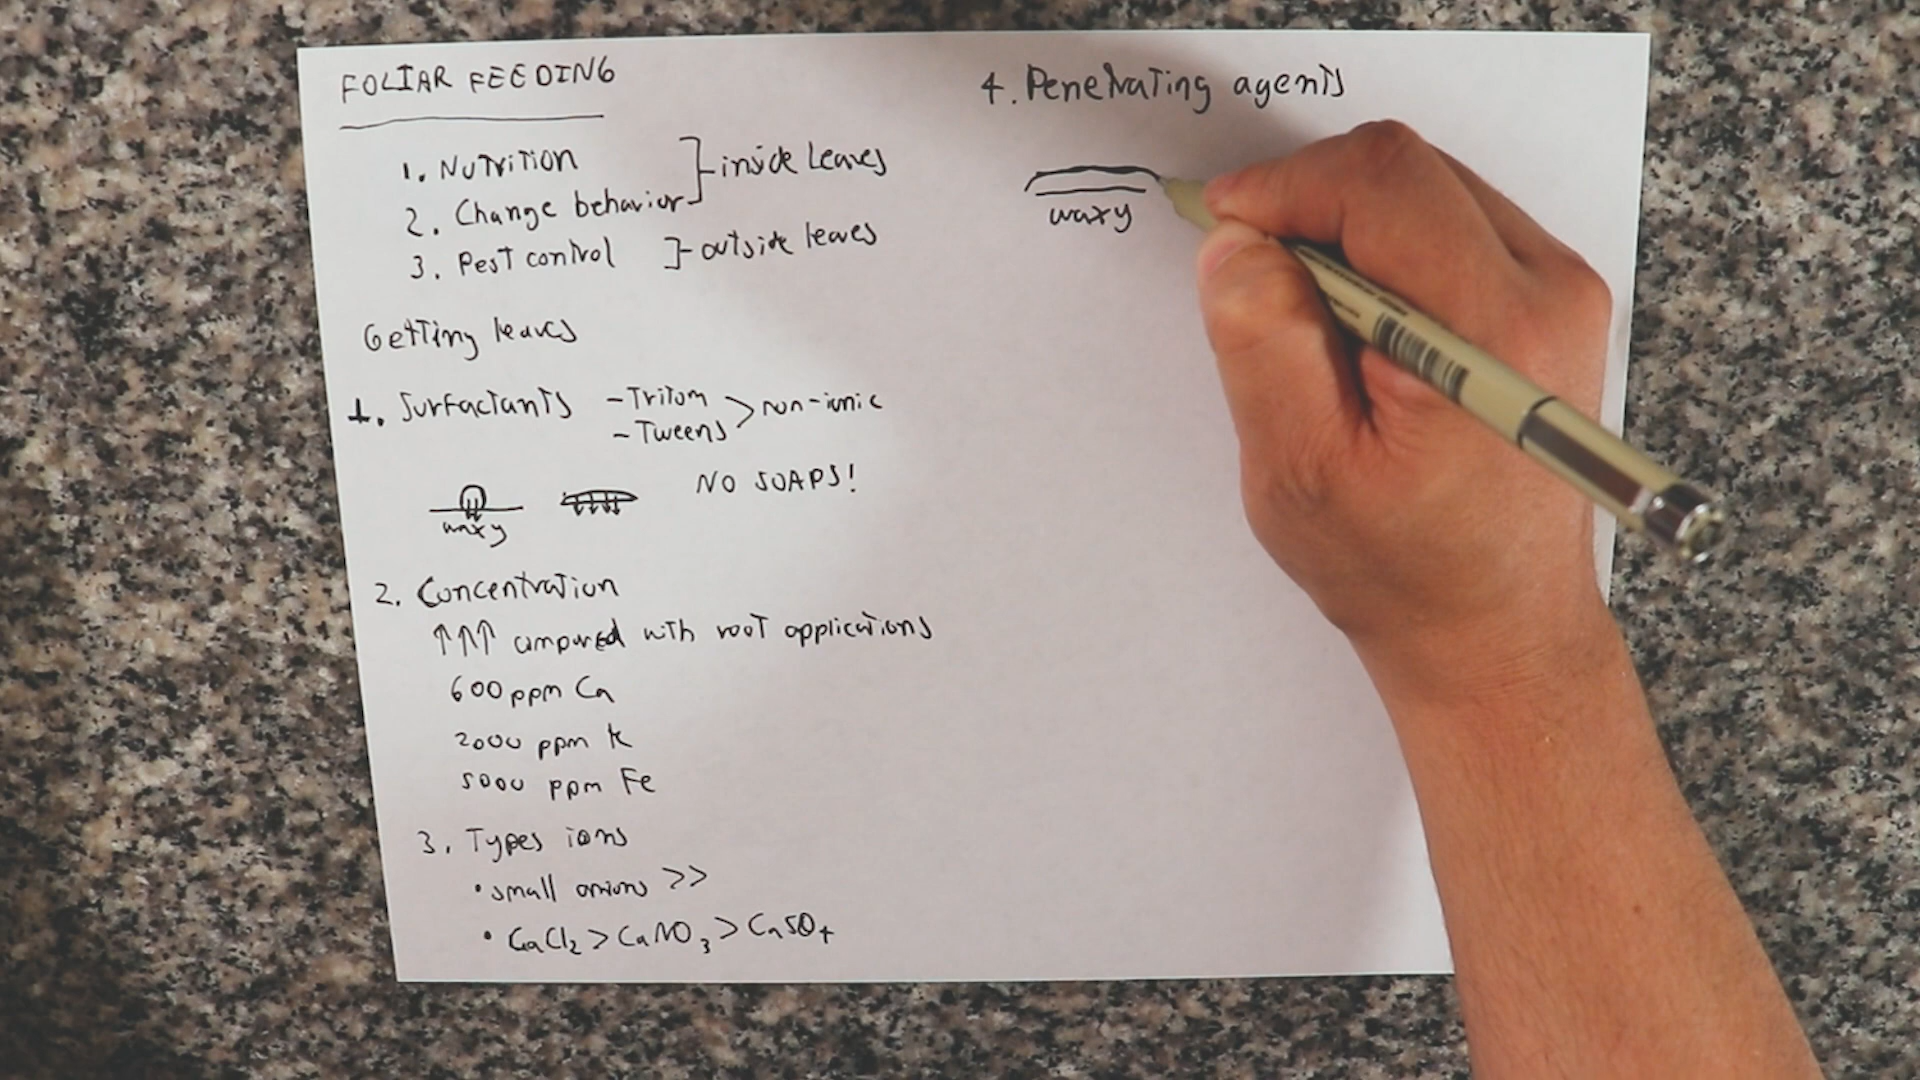 FOLIAR FEEDING
1. Nutrition
2. Change behavior
inside leaves
3. Pest control
outside leaves
Getting leaves
1. Surfactants
- Triton
- Tweens
non-ionic
NO SOAPS!
waxy
2. Concentration
↑↑↑ compared with root applications
600 ppm Ca
2000 ppm K
5000 ppm Fe
3. Types ions
• small anions >>
• CaCl2 > CaNO3 > CaSO4
4. Penetrating agents
waxy